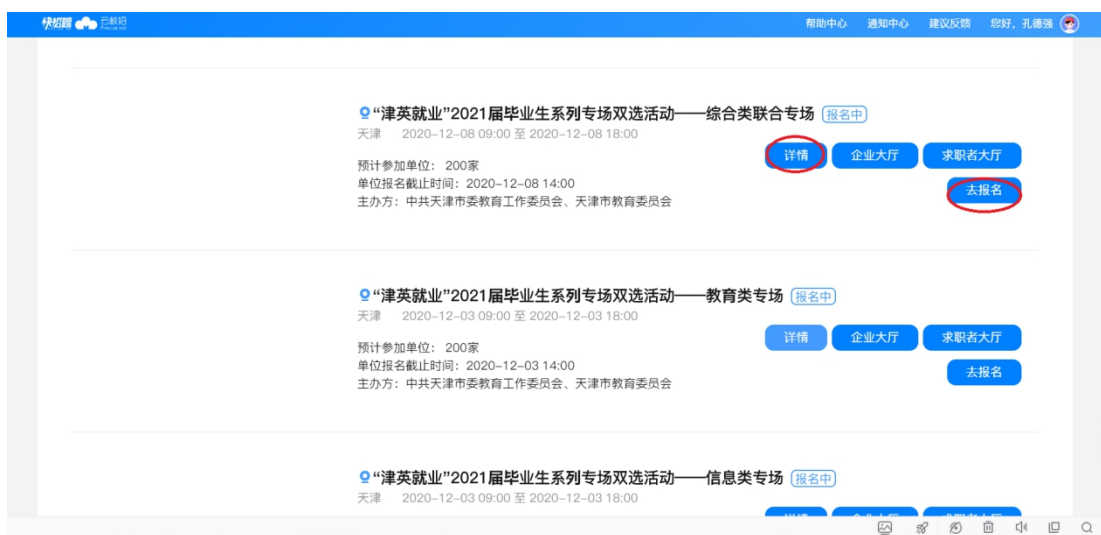 快招聘 云教招 帮助中心 通知中心 建议反馈 您好，孔德强
“津英就业”2021届毕业生系列专场双选活动——综合类联合专场 报名中
天津 2020-12-08 09:00 至 2020-12-08 18:00
详情 企业大厅 求职者大厅
预计参加单位： 200家
单位报名截止时间：2020-12-08 14:00
去报名
主办方：中共天津市委教育工作委员会、天津市教育委员会
“津英就业”2021届毕业生系列专场双选活动——教育类专场 报名中
天津 2020-12-03 09:00 至 2020-12-03 18:00
详情 企业大厅 求职者大厅
预计参加单位： 200家
单位报名截止时间：2020-12-03 14:00
去报名
主办方：中共天津市委教育工作委员会、天津市教育委员会
“津英就业”2021届毕业生系列专场双选活动——信息类专场 报名中
天津 2020-12-03 09:00 至 2020-12-03 18:00